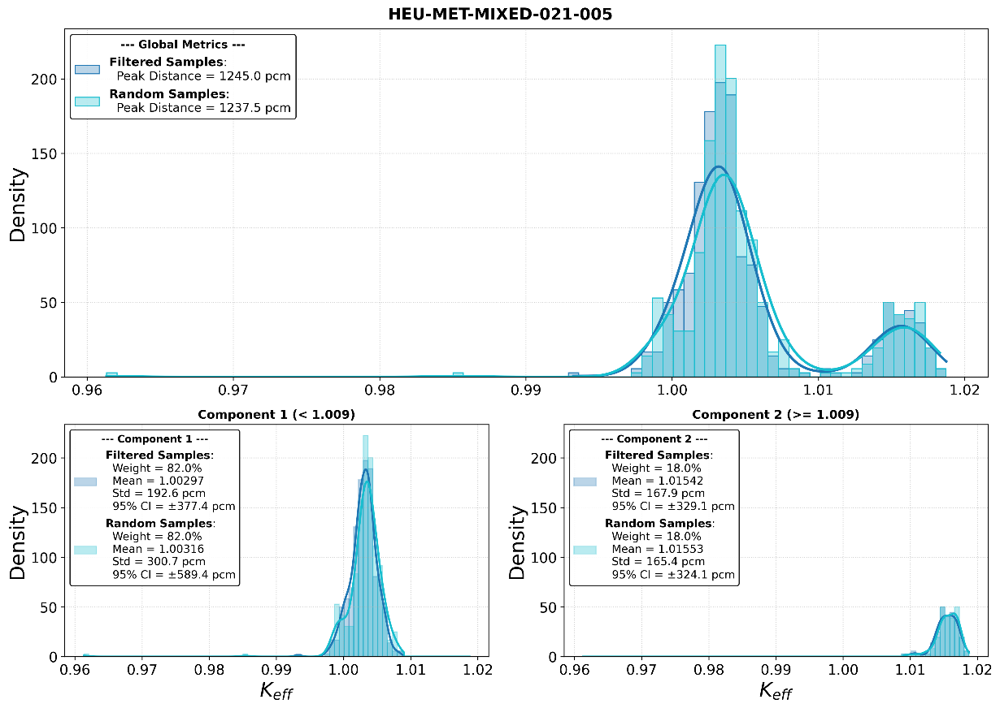 HEU-MET-MIXED-021-005
--- Global Metrics ---
Filtered Samples:
Peak Distance = 1245.0 pcm
Random Samples:
Peak Distance = 1237.5 pcm
Density
200
150
100
50
0
0.96 0.97 0.98 0.99 1.00 1.01 1.02
Component 1 (< 1.009)
--- Component 1 ---
Filtered Samples:
Weight = 82.0%
Mean = 1.00297
Std = 192.6 pcm
95% CI = ±377.4 pcm
Random Samples:
Weight = 82.0%
Mean = 1.00316
Std = 300.7 pcm
95% CI = ±589.4 pcm
Density
200
150
100
50
0
0.96 0.97 0.98 0.99 1.00 1.01 1.02
Keff
Component 2 (>= 1.009)
--- Component 2 ---
Filtered Samples:
Weight = 18.0%
Mean = 1.01542
Std = 167.9 pcm
95% CI = ±329.1 pcm
Random Samples:
Weight = 18.0%
Mean = 1.01553
Std = 165.4 pcm
95% CI = ±324.1 pcm
Density
200
150
100
50
0
0.96 0.97 0.98 0.99 1.00 1.01 1.02
Keff